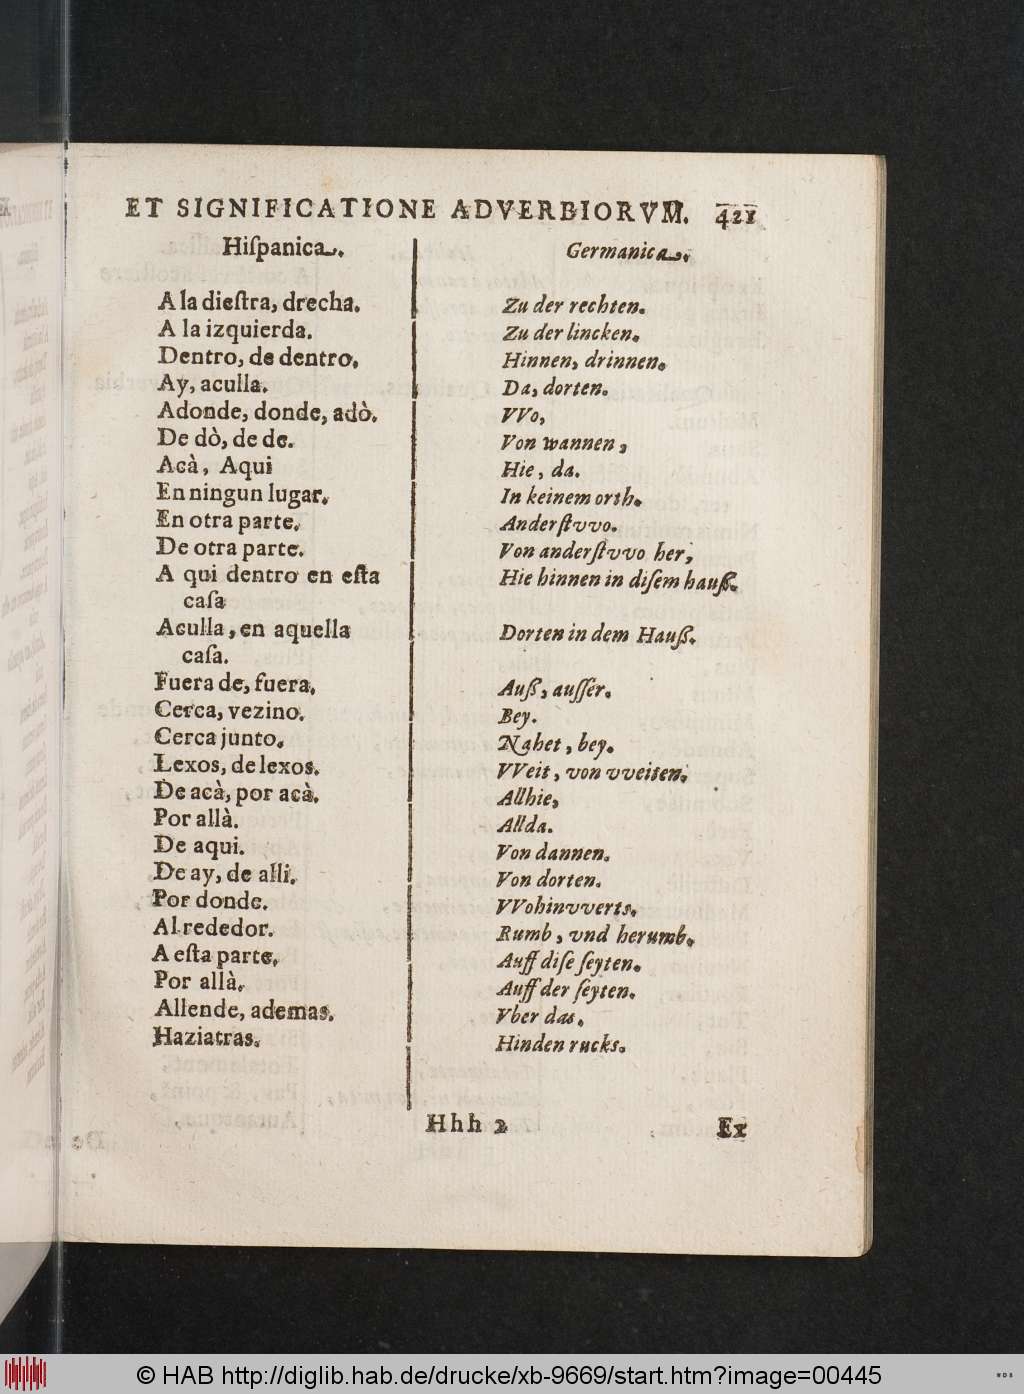 ET SIGNIFICATIONE ADVERBIORVM. 421
Hiſpanica.
A la dieſtra, drecha.
A la izquierda.
Dentro, de dentro.
Ay, aculla.
Adonde, donde, adò.
De dò, de de.
Acà, Aqui
En ningun lugar.
En otra parte.
De otra parte.
A qui dentro en eſta
caſa
Aculla, en aquella
caſa.
Fuera de, fuera.
Cerca, vezino.
Cerca junto.
Lexos, de lexos.
De acà, por acà.
Por allà.
De aqui.
De ay, de alli.
Por donde.
Al rededor.
A eſta parte.
Por allà.
Allende, ademas.
Haziatras.
Germanica.
Zu der rechten.
Zu der lincken.
Hinnen, drinnen.
Da, dorten.
VVo,
Von wannen,
Hie, da.
In keinem orth.
Anderſtvvo.
Von anderſtvvo her,
Hie hinnen in diſem hauß.
Dorten in dem Hauß.
Auß, auſſer.
Bey.
Nahet, bey.
VVeit, von vveiten.
Allhie,
Allda.
Von dannen.
Von dorten.
VVohinvverts.
Rumb, vnd herumb.
Auff diſe ſeyten.
Auff der ſeyten.
Vber das.
Hinden rucks.
Hhh 2 Ex
© HAB http://diglib.hab.de/drucke/xb-9669/start.htm?image=00445